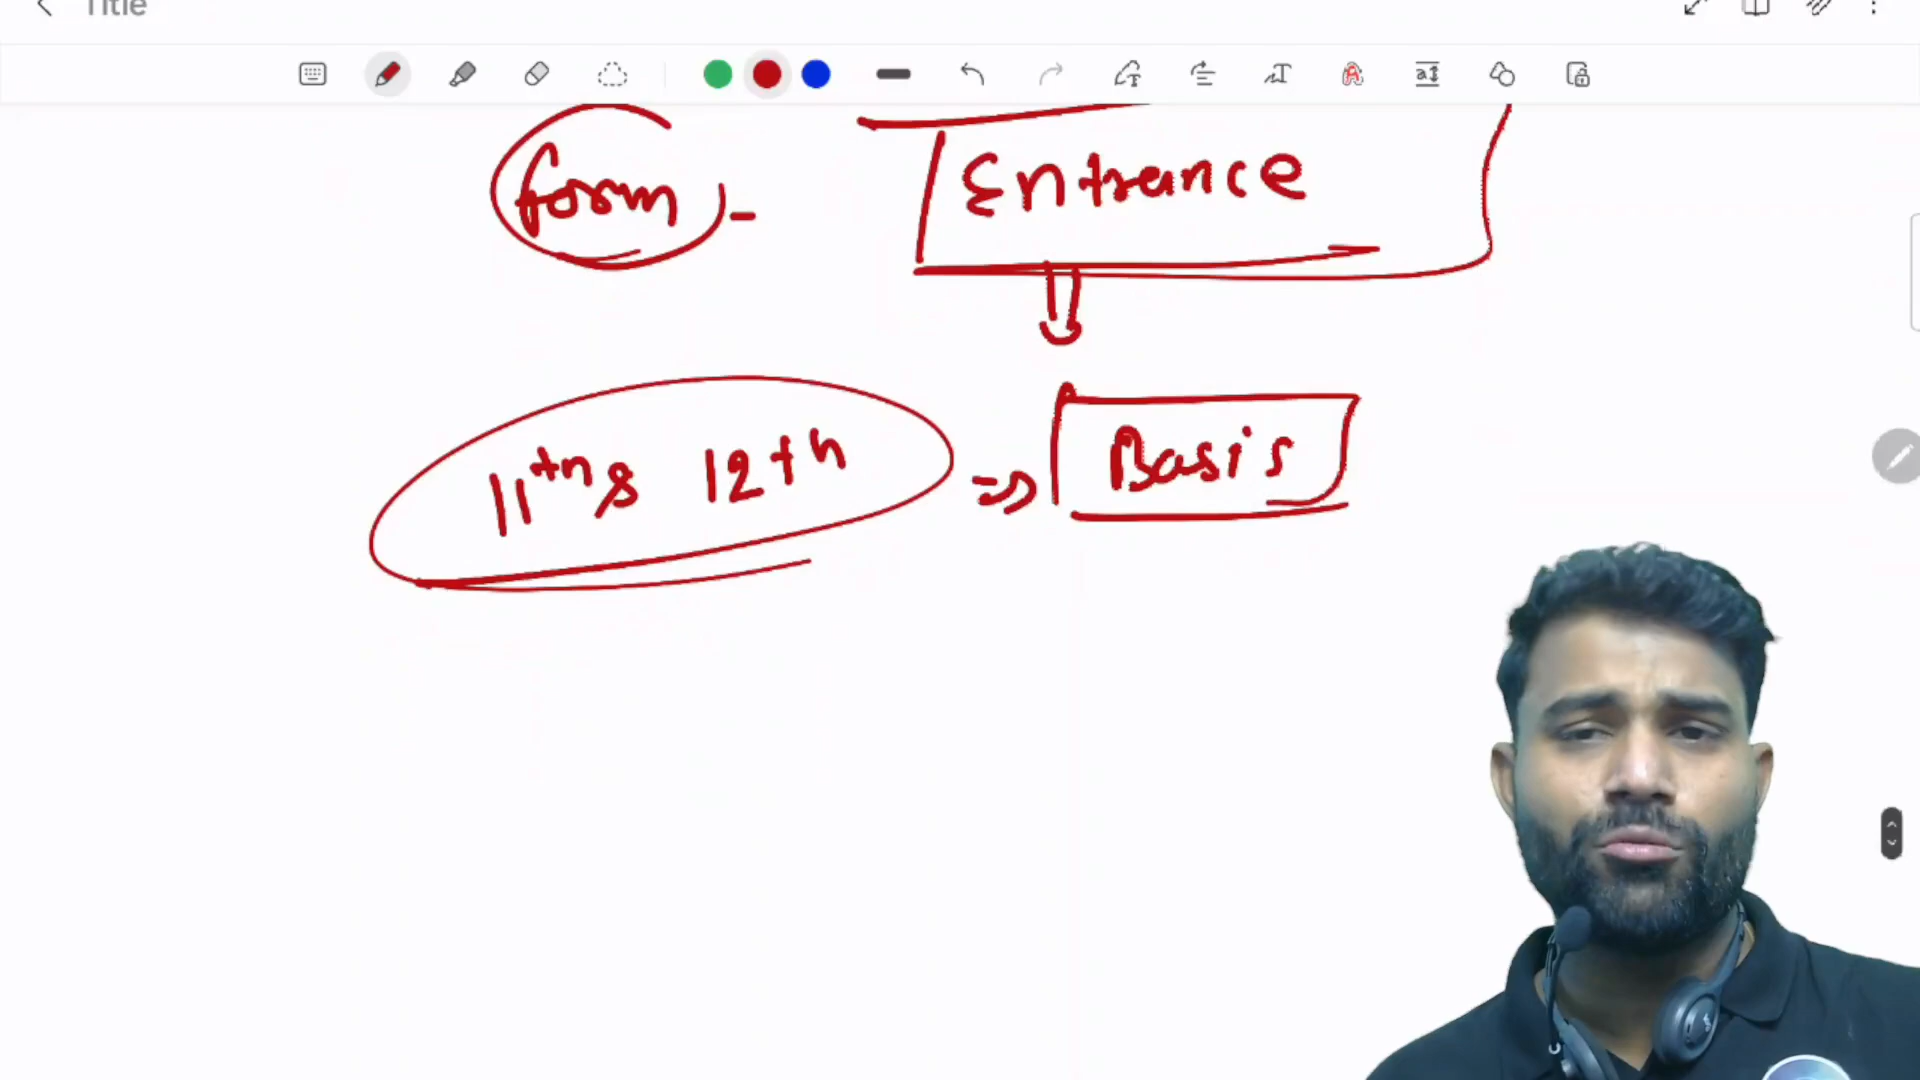 Title
form - Entrance
11th & 12th => Basis